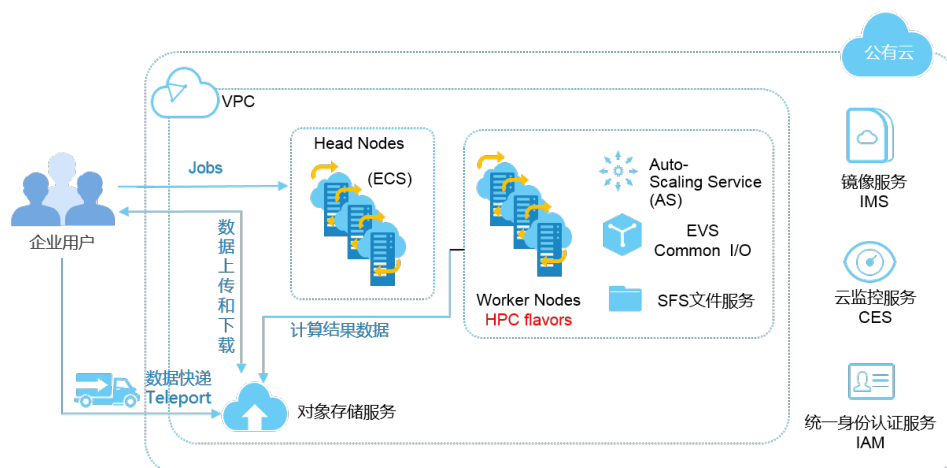 公有云
VPC
Head Nodes
(ECS)
Jobs
企业用户
数据上传和下载
数据快递
Teleport
计算结果数据
对象存储服务
Worker Nodes
HPC flavors
Auto-
Scaling Service
(AS)
EVS
Common I/O
SFS文件服务
镜像服务
IMS
云监控服务
CES
统一身份认证服务
IAM